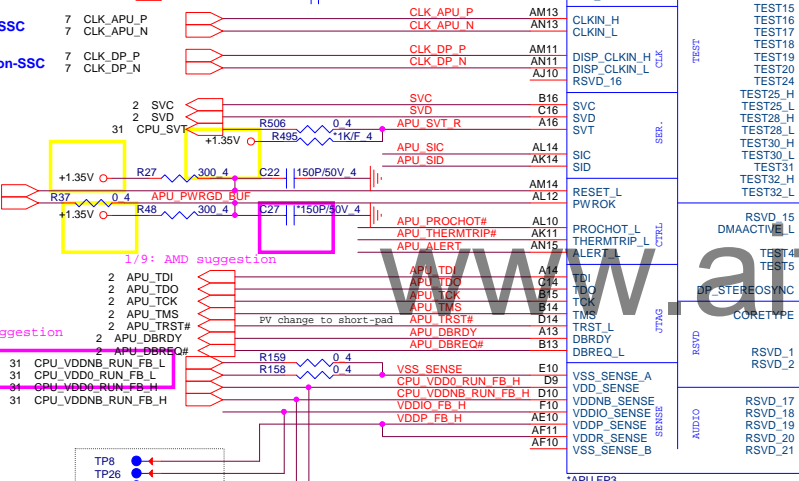 CLK_APU_P AM13 TEST15
SSC 7 CLK_APU_P CLK_APU_N AN13 CLKIN_H TEST16
7 CLK_APU_N CLKIN_L TEST17
TEST18
on-SSC 7 CLK_DP_P CLK_DP_P AM11 DISP_CLKIN_H CLK TEST TEST19
7 CLK_DP_N CLK_DP_N AN11 DISP_CLKIN_L TEST20
AJ10 RSVD_16 TEST24
TEST25_H
2 SVC SVC B16 SVC TEST25_L
2 SVD SVD C16 SVD TEST28_H
31 CPU_SVT R506 0_4 APU_SVT_R A16 SVT SER. TEST28_L
+1.35V R495 *1K/F_4 TEST30_H
APU_SIC AL14 SIC TEST30_L
APU_SID AK14 SID TEST31
+1.35V R27 300_4 C22 150P/50V_4 TEST32_H
AM14 RESET_L TEST32_L
R37 0_4 APU_PWRGD_BUF AL12 PWROK
+1.35V R48 300_4 C27 *150P/50V_4 RSVD_15
APU_PROCHOT# AL10 PROCHOT_L DMAACTIVE_L
APU_THERMTRIP# AK11 THERMTRIP_L CTRL
APU_ALERT AN15 ALERT_L TEST4
1/9: AMD suggestion TEST5
2 APU_TDI APU_TDI A14 TDI
2 APU_TDO APU_TDO C14 TDO DP_STEREOSYNC
2 APU_TCK APU_TCK B15 TCK
2 APU_TMS APU_TMS B14 TMS CORETYPE
2 APU_TRST# PV change to short-pad APU_TRST# D14 TRST_L JTAG
ggestion 2 APU_DBRDY APU_DBRDY A13 DBRDY RSVD
2 APU_DBREQ# APU_DBREQ# B13 DBREQ_L RSVD_1
31 CPU_VDDNB_RUN_FB_L R159 0_4 RSVD_2
31 CPU_VDD0_RUN_FB_L R158 0_4 VSS_SENSE E10 VSS_SENSE_A
31 CPU_VDD0_RUN_FB_H CPU_VDD0_RUN_FB_H D9 VDD_SENSE
31 CPU_VDDNB_RUN_FB_H CPU_VDDNB_RUN_FB_H D10 VDDNB_SENSE RSVD_17
VDDIO_FB_H F10 VDDIO_SENSE RSVD_18
VDDP_FB_H AE10 VDDP_SENSE SENSE AUDIO RSVD_19
AF11 VDDR_SENSE RSVD_20
AF10 VSS_SENSE_B RSVD_21
TP8
TP26
*APU FP3
www.al